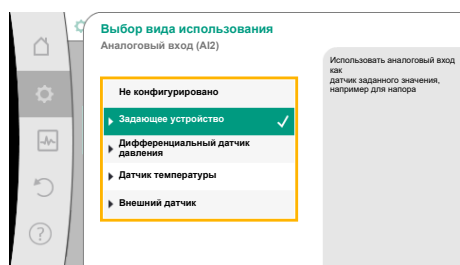 Выбор вида использования
Аналоговый вход (AI2)
Не конфигурировано
Задающее устройство
Дифференциальный датчик
давления
Датчик температуры
Внешний датчик
Использовать аналоговый вход
как
датчик заданного значения,
например для напора